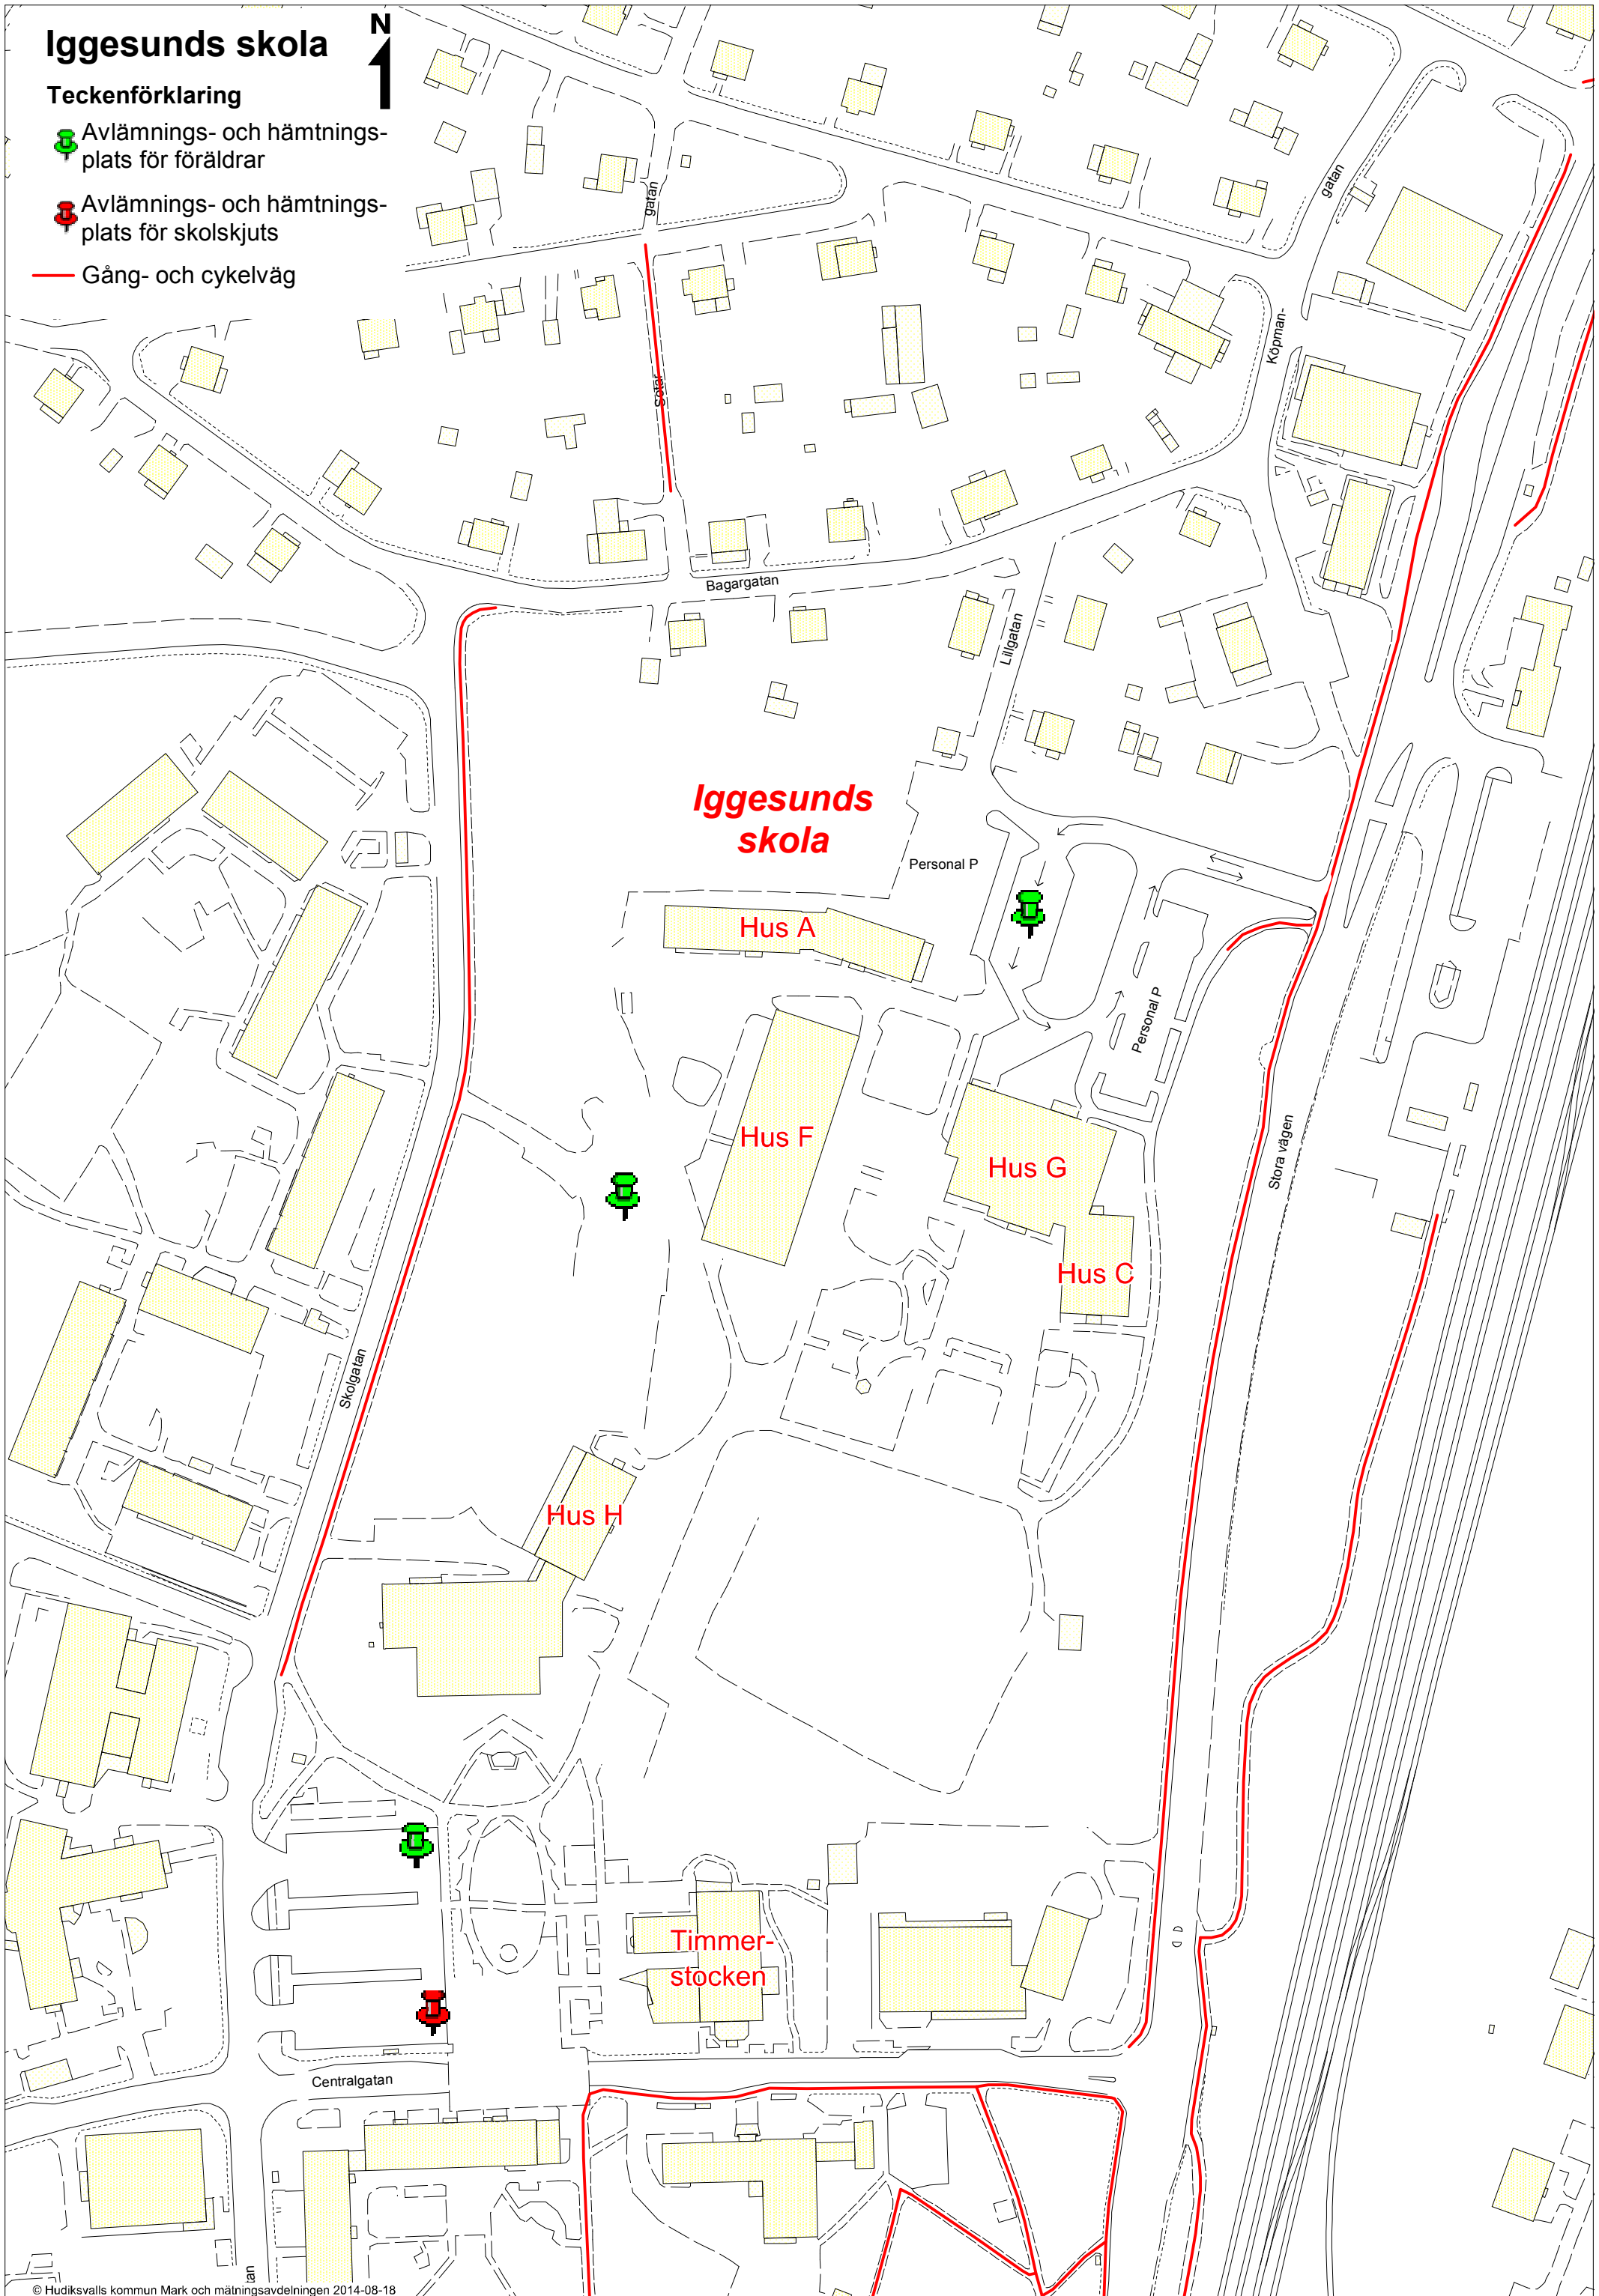 Iggesunds skola
N
Teckenförklaring
Avlämnings- och hämtnings-
plats för föräldrar
Avlämnings- och hämtnings-
plats för skolskjuts
Gång- och cykelväg
gatan
gatan
Köpman-
Sotar
Bagargatan
Lillgatan
Iggesunds
skola
Personal P
Hus A
Personal P
Hus F
Hus G
Stora vägen
Hus C
Skolgatan
Hus H
Timmer-
stocken
Centralgatan
tan
© Hudiksvalls kommun Mark och mätningsavdelningen 2014-08-18